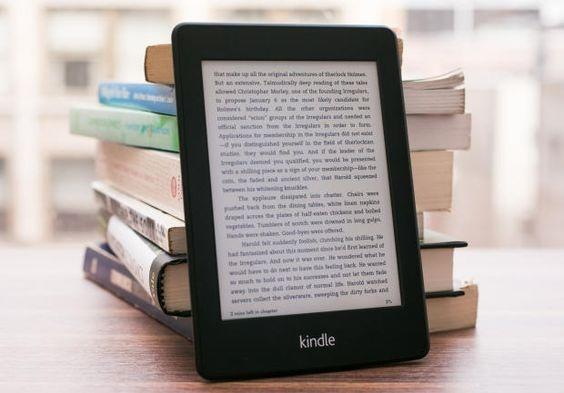 that make up all the original adventures of Sherlock Holmes.
But an extensive, Talmudically deep reading of these tales
allowed Christopher Morley, one of the founding Irregulars,
to propose January 6 as the most likely candidate for
Holmes's birthday. All the other organizations were
considered "scion" groups of the Irregulars and needed an
official sanction from the Irregulars in order to form.
Applications for membership in the Irregulars did not exist
—if you distinguished yourself in the field of Sherlockian
studies, they would find you. And if the leader of the
Irregulars deemed you qualified, you would be presented
with a shilling piece as a sign of your membership—like the
coin, the faded and ancient silver, that Harold squeezed
between his whitening knuckles.
The applause dissipated into chatter. Chairs were
pushed back from the dining tables, white linen napkins
draped across the plates of half-eaten chicken and boiled
vegetables. Tumblers of scotch were downed in long gulps.
Hands were shaken. Good-byes were offered.
Harold felt suddenly foolish, clutching his shilling. He
had fantasized about this moment since he'd first learned of
the Irregulars. And now it was over. He wondered what he
would have to do next to have this feeling back. He wanted
so much to hold on to his successes and not let them fade
away into the dull clamor of normal life. Harold watched
servers collect the silverware, sweeping the dirty forks and
2 mins left in chapter
kindle